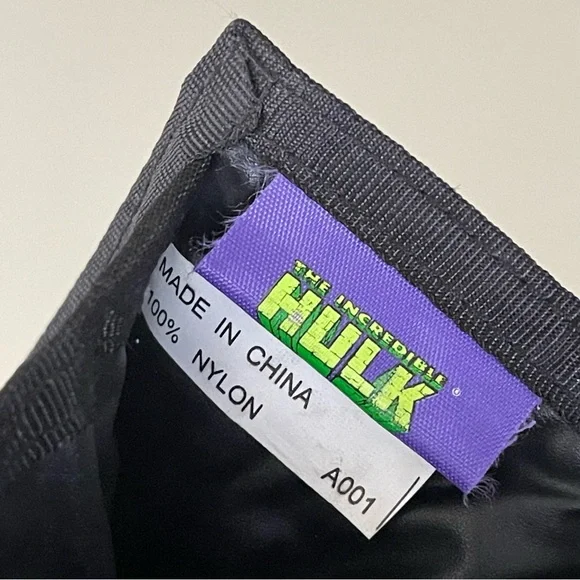 THE INCREDIBLE
HULK
MADE IN CHINA
100% NYLON
A001